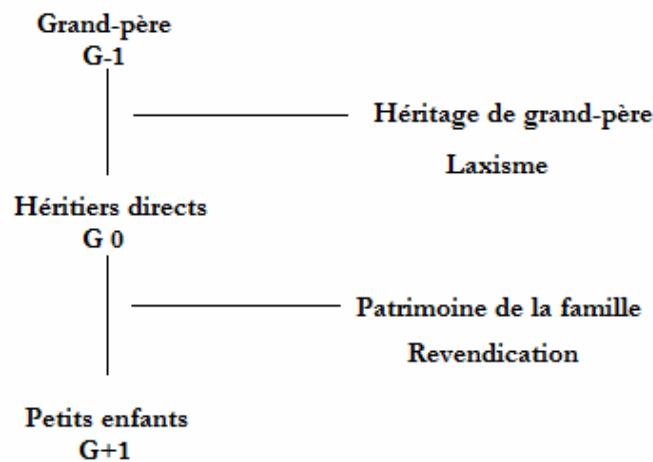 Grand-père
G-1
Héritage de grand-père
Laxisme
Héritiers directs
G 0
Patrimoine de la famille
Revendication
Petits enfants
G+1